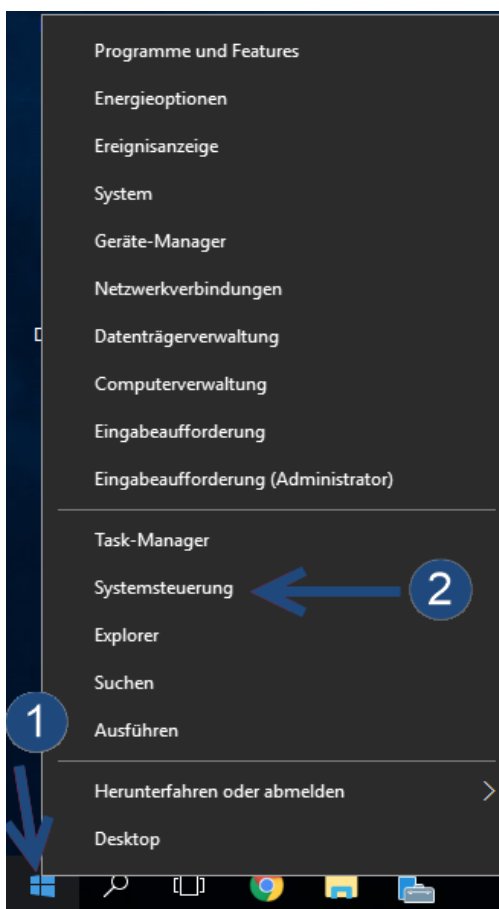 Programme und Features
Energieoptionen
Ereignisanzeige
System
Geräte-Manager
Netzwerkverbindungen
Datenträgerverwaltung
Computerverwaltung
Eingabeaufforderung
Eingabeaufforderung (Administrator)
Task-Manager
Systemsteuerung 2
Explorer
Suchen
1 Ausführen
Herunterfahren oder abmelden
Desktop